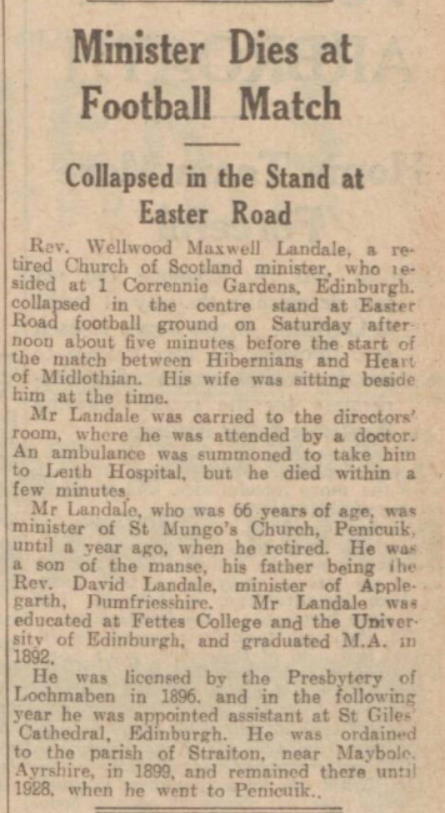 Minister Dies at
Football Match
Collapsed in the Stand at
Easter Road
Rev. Wellwood Maxwell Landale, a re-
tired Church of Scotland minister, who re-
sided at 1 Corrennie Gardens, Edinburgh.
collapsed in the centre stand at Easter
Road football ground on Saturday after-
noon about five minutes before the start of
the match between Hibernians and Heart
of Midlothian. His wife was sitting beside
him at the time.
Mr Landale was carried to the directors'
room, where he was attended by a doctor.
An ambulance was summoned to take him
to Leith Hospital, but he died within a
few minutes.
Mr Landale, who was 66 years of age, was
minister of St Mungo's Church, Penicuik,
until a year ago, when he retired. He was
a son of the manse, his father being the
Rev. David Landale, minister of Apple-
garth, Dumfriesshire. Mr Landale was
educated at Fettes College and the Univer-
sity of Edinburgh, and graduated M.A. in
1892.
He was licensed by the Presbytery of
Lochmaben in 1896, and in the following
year he was appointed assistant at St Giles'
Cathedral, Edinburgh. He was ordained
to the parish of Straiton, near Maybole,
Ayrshire, in 1899, and remained there until
1928, when he went to Penicuik..